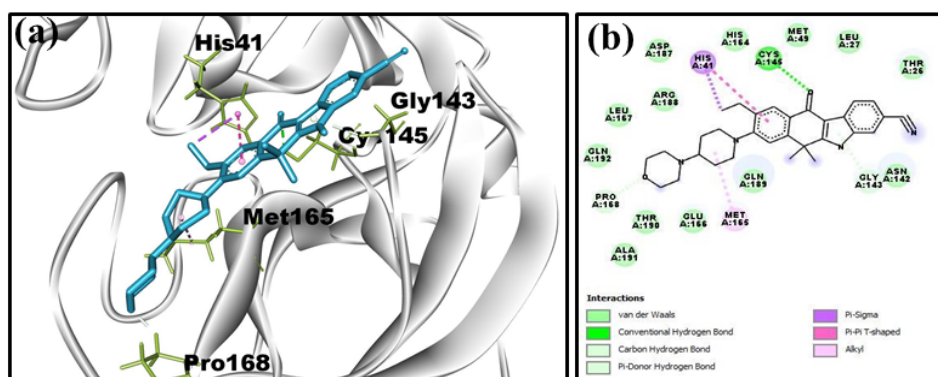 (a)
His41
Gly143
Cys145
Met165
Pro168
(b)
ASP
A:187
HIS
A:164
MET
A:49
LEU
A:27
HIS
A:41
CYS
A:145
THR
A:26
LEU
A:167
ARG
A:188
GLN
A:192
PRO
A:168
GLN
A:189
GLY
A:143
ASN
A:142
THR
A:190
GLU
A:166
MET
A:165
ALA
A:191
O
N
N
O
N
N
Interactions
van der Waals
Conventional Hydrogen Bond
Carbon Hydrogen Bond
Pi-Donor Hydrogen Bond
Pi-Sigma
Pi-Pi T-shaped
Alkyl